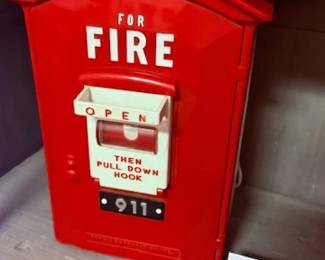 FOR
FIRE
OPEN
THEN
PULL DOWN
HOOK
911